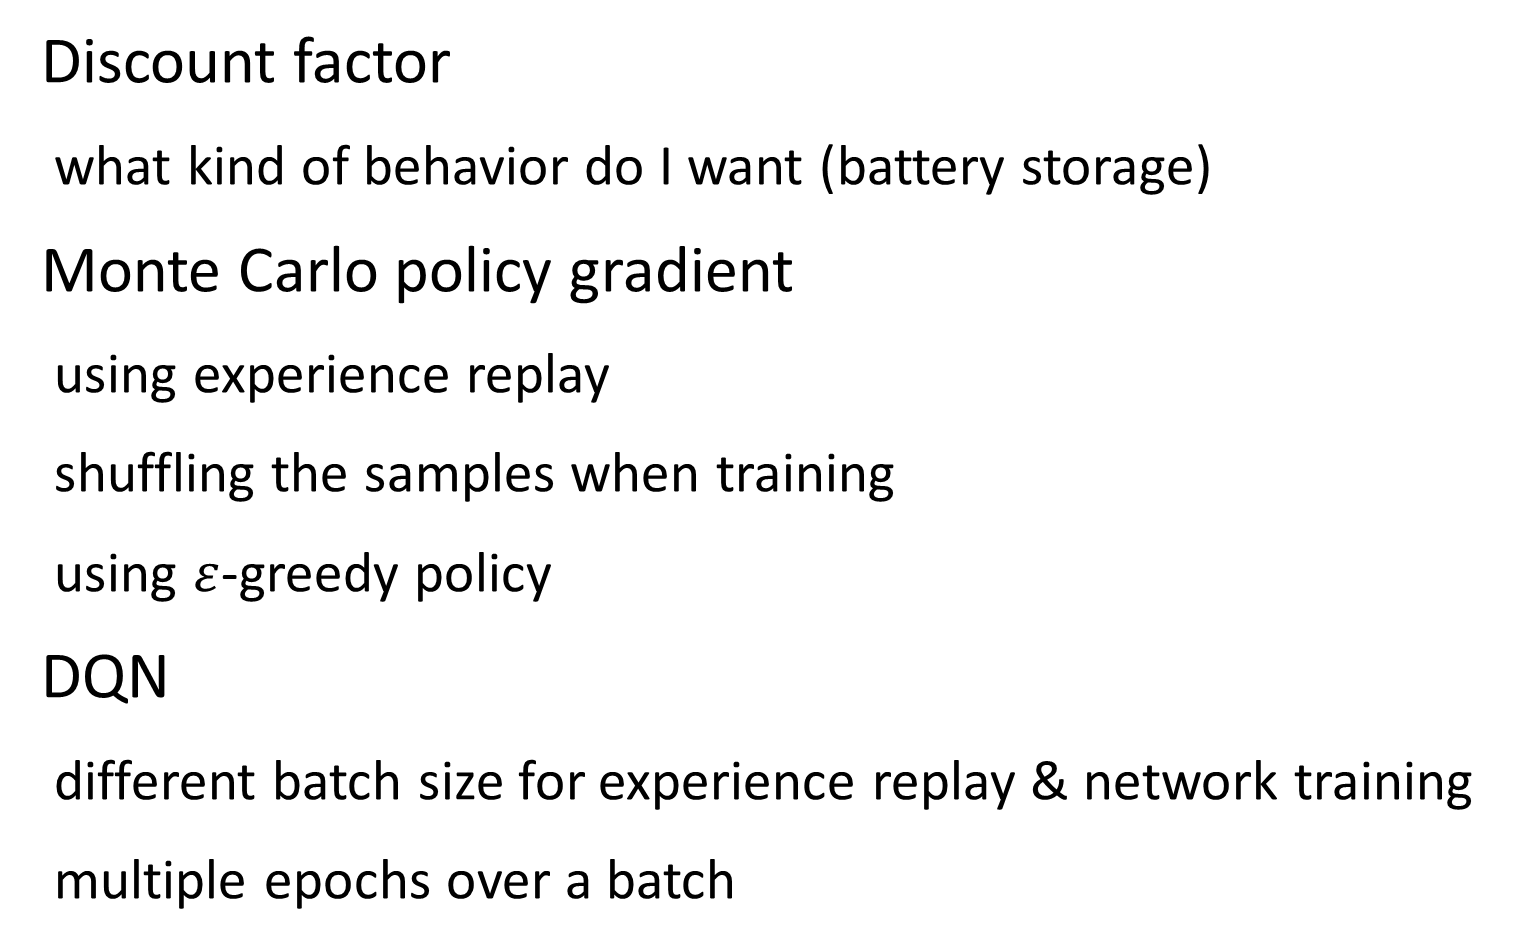 Discount factor
what kind of behavior do I want (battery storage)
Monte Carlo policy gradient
using experience replay
shuffling the samples when training
using ε-greedy policy
DQN
different batch size for experience replay & network training
multiple epochs over a batch